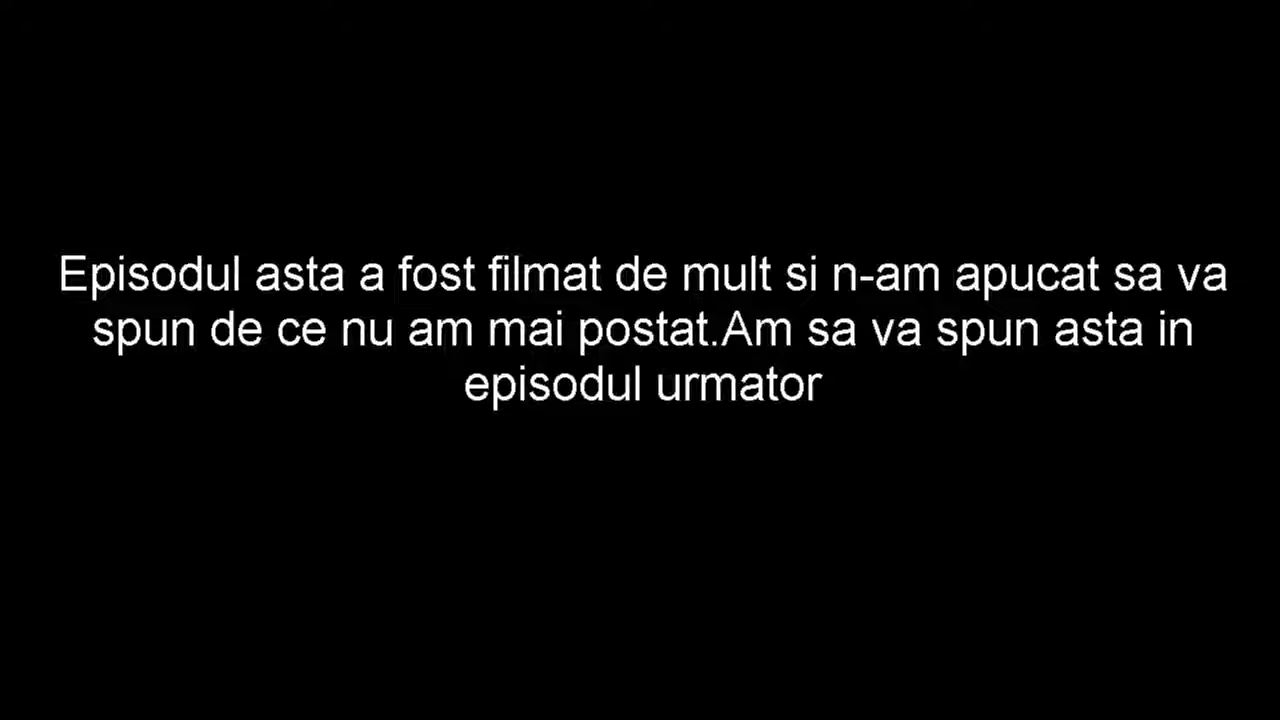 Episodul asta a fost filmat de mult si n-am apucat sa va
spun de ce nu am mai postat.Am sa va spun asta in
episodul urmator